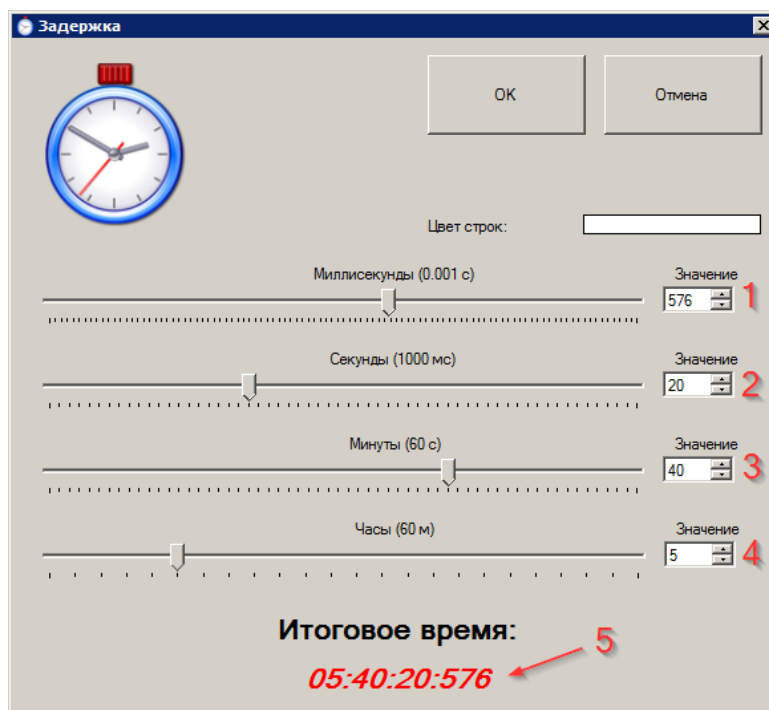 Задержка
OK
Отмена
Цвет строк:
Миллисекунды (0.001 с)
Значение
576
1
Секунды (1000 мс)
Значение
20
2
Минуты (60 с)
Значение
40
3
Часы (60 м)
Значение
5
4
Итоговое время:
5
05:40:20:576